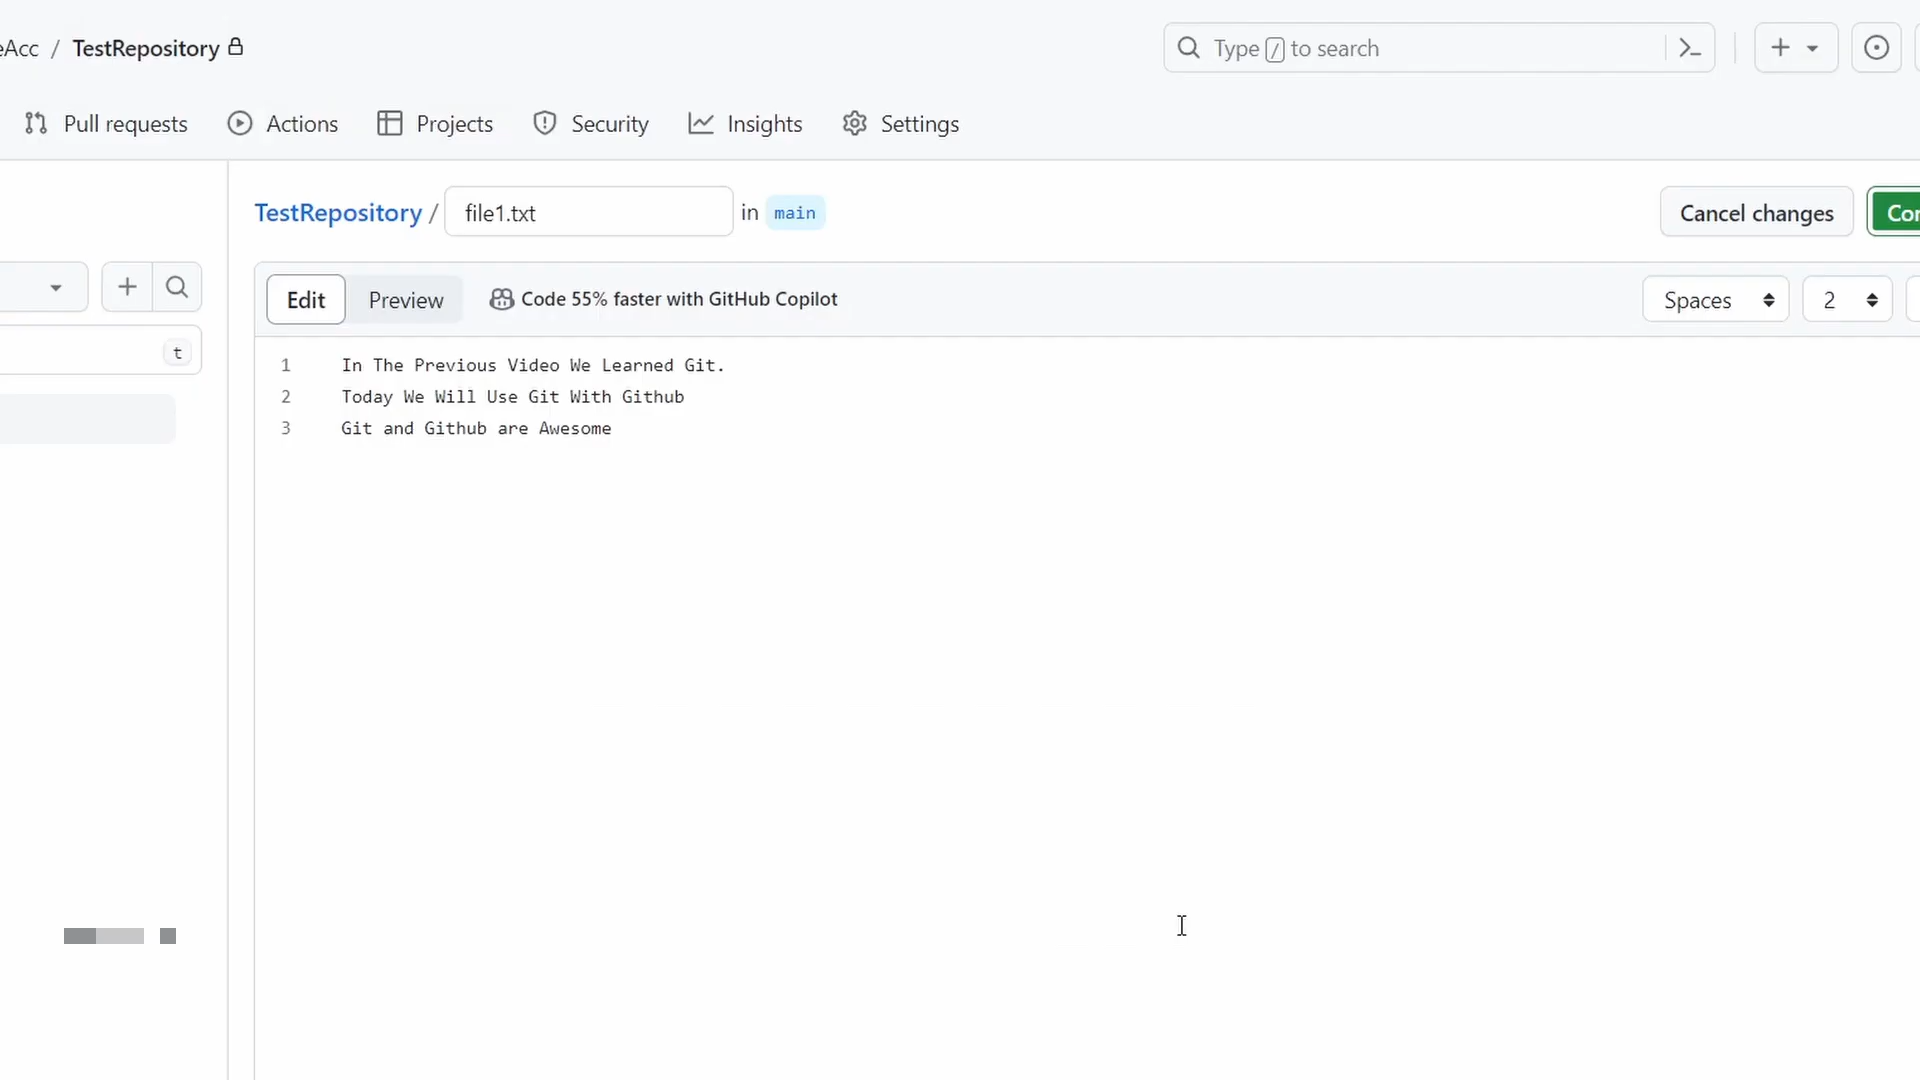 eAcc / TestRepository
Type / to search
Pull requests
Actions
Projects
Security
Insights
Settings
TestRepository / file1.txt in main
Cancel changes
Edit
Preview
Code 55% faster with GitHub Copilot
Spaces
2
t
1 In The Previous Video We Learned Git.
2 Today We Will Use Git With Github
3 Git and Github are Awesome